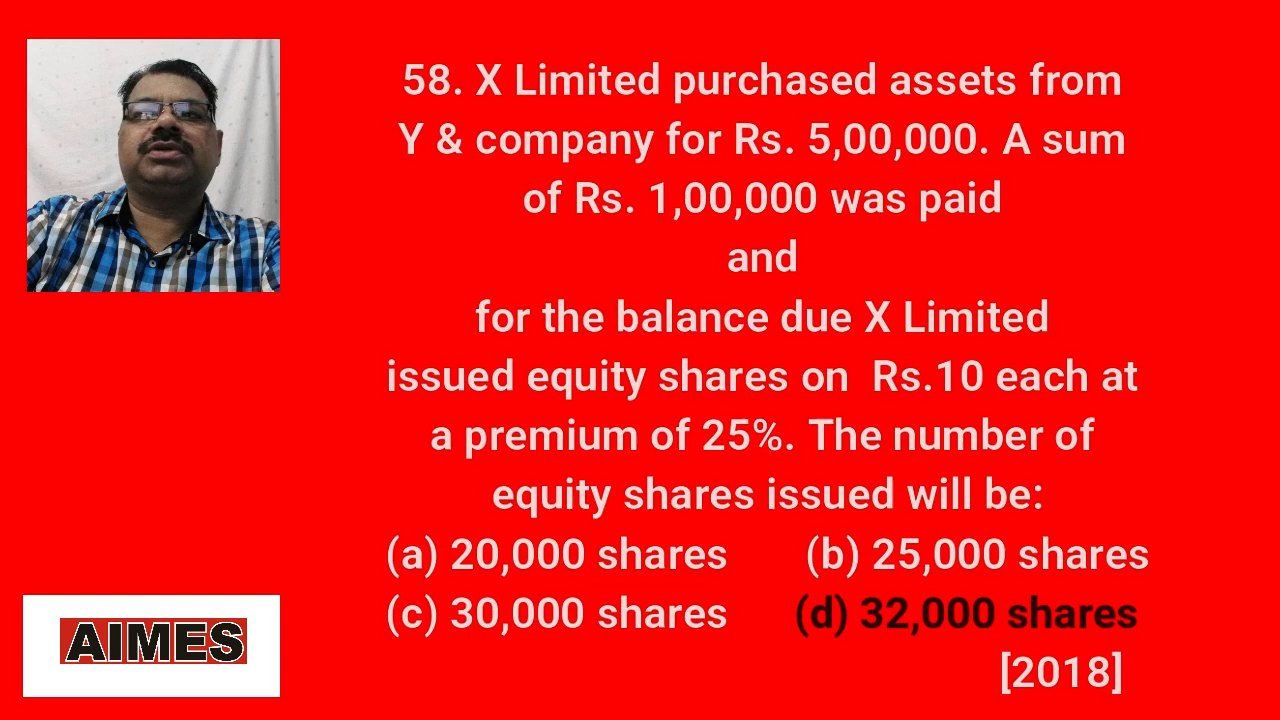 58. X Limited purchased assets from
Y & company for Rs. 5,00,000. A sum
of Rs. 1,00,000 was paid
and
for the balance due X Limited
issued equity shares on  Rs.10 each at
a premium of 25%. The number of
equity shares issued will be:
(a) 20,000 shares (b) 25,000 shares
(c) 30,000 shares (d) 32,000 shares
[2018]
AIMES